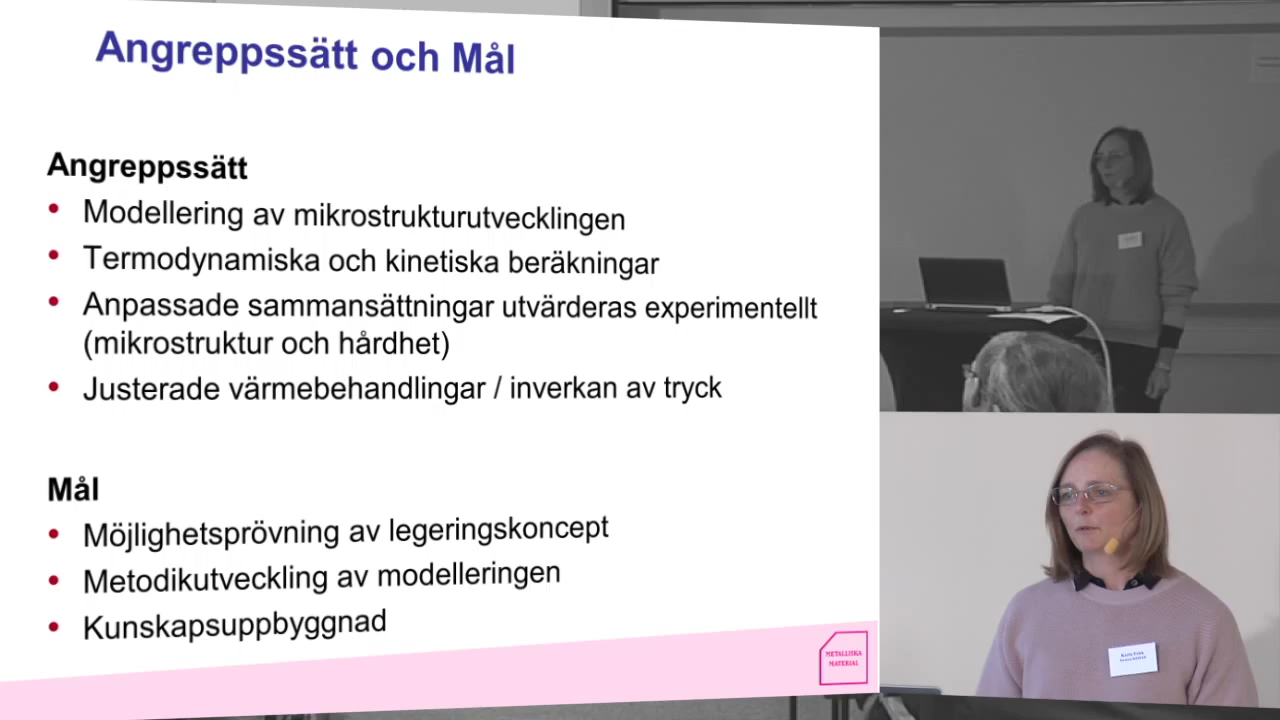 Angreppssätt och Mål
Angreppssätt
• Modellering av mikrostrukturutvecklingen
• Termodynamiska och kinetiska beräkningar
• Anpassade sammansättningar utvärderas experimentellt
(mikrostruktur och hårdhet)
• Justerade värmebehandlingar / inverkan av tryck
Mål
• Möjlighetsprövning av legeringskoncept
• Metodikutveckling av modelleringen
• Kunskapsuppbyggnad
METALLISKA
MATERIAL